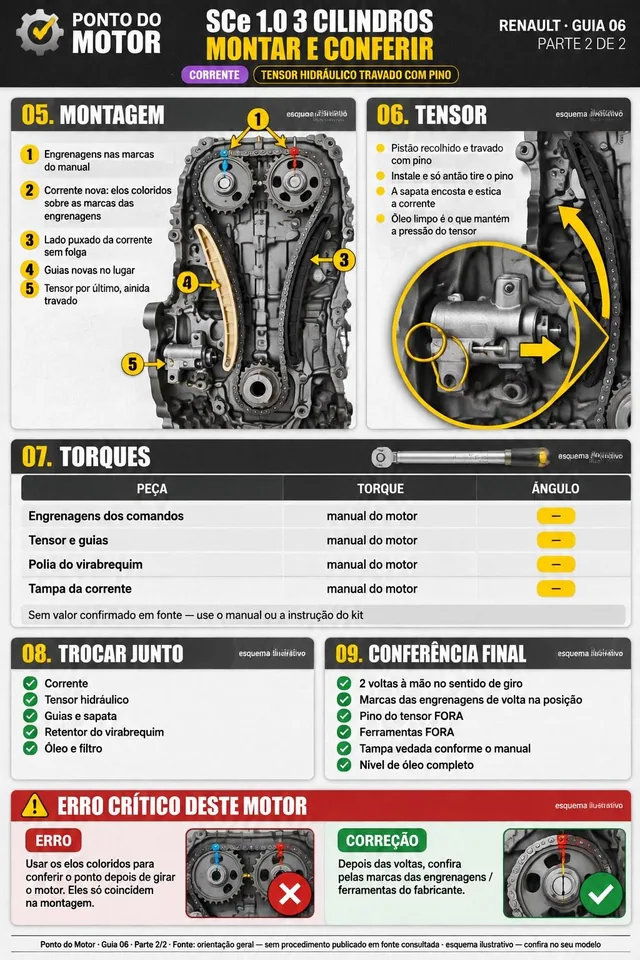 PONTO DO
MOTOR
SCe 1.0 3 CILINDROS
MONTAR E CONFERIR
CORRENTE
TENSOR HIDRÁULICO TRAVADO COM PINO
RENAULT · GUIA 06
PARTE 2 DE 2
05. MONTAGEM
1 Engrenagens nas marcas
do manual
2 Corrente nova: elos coloridos
sobre as marcas das
engrenagens
3 Lado puxado da corrente
sem folga
4 Guias novas no lugar
5 Tensor por último, ainida
travado
1
3
4
5
06. TENSOR
Pistão recolhido e travado
com pino
Instale e só antão tire o pino
A sapata encosta e estica
a corrente
Óleo limpo é o que mantém
a pressão do tensor
07. TORQUES
PEÇA TORQUE ÂNGULO
Engrenagens dos comandos manual do motor —
Tensor e guias manual do motor —
Polia do virabrequim manual do motor —
Tampa da corrente manual do motor —
Sem valor confirmado em fonte — use o manual ou a instrução do kit
08. TROCAR JUNTO
esquema ilustrativo
Corrente
Tensor hidráulico
Guias e sapata
Retentor do virabrequim
Óleo e filtro
09. CONFERÊNCIA FINAL
esquema ilustrativo
2 voltas à mão no sentido de giro
Marcas das engrenagens de volta na posição
Pino do tensor FORA
Ferramentas FORA
Tampa vedada conforme o manual
Nível de óleo completo
ERRO CRÍTICO DESTE MOTOR
esquema ilustrativo
ERRO
Usar os elos coloridos para
conferir o ponto depois de girar
o motor. Eles só coincidem
na montagem.
CORREÇÃO
Depois das voltas, confira
pelas marcas das engrenagens /
ferramentas do fabricante.
Ponto do Motor · Guia 06 · Parte 2/2 · Fonte: orientação geral — sem procedimento publicado em fonte consultada · esquema ilustrativo — confira no seu modelo